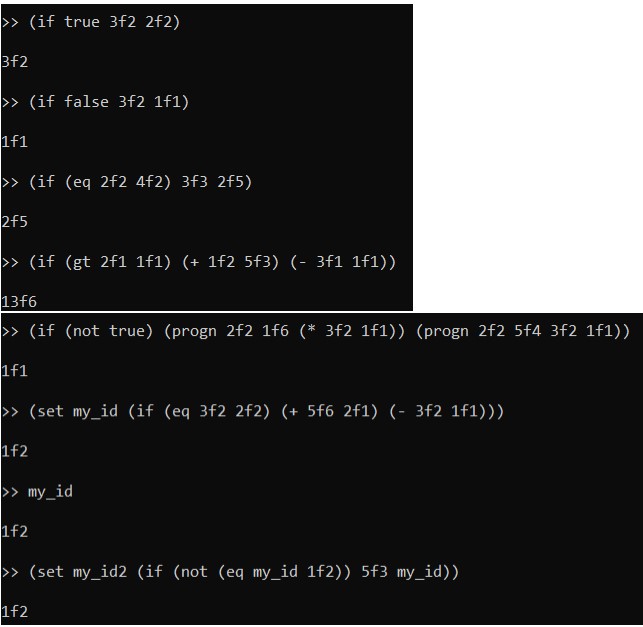 >> (if true 3f2 2f2)
3f2
>> (if false 3f2 1f1)
1f1
>> (if (eq 2f2 4f2) 3f3 2f5)
2f5
>> (if (gt 2f1 1f1) (+ 1f2 5f3) (- 3f1 1f1))
13f6
>> (if (not true) (progn 2f2 1f6 (* 3f2 1f1)) (progn 2f2 5f4 3f2 1f1))
1f1
>> (set my_id (if (eq 3f2 2f2) (+ 5f6 2f1) (- 3f2 1f1)))
1f2
>> my_id
1f2
>> (set my_id2 (if (not (eq my_id 1f2)) 5f3 my_id))
1f2